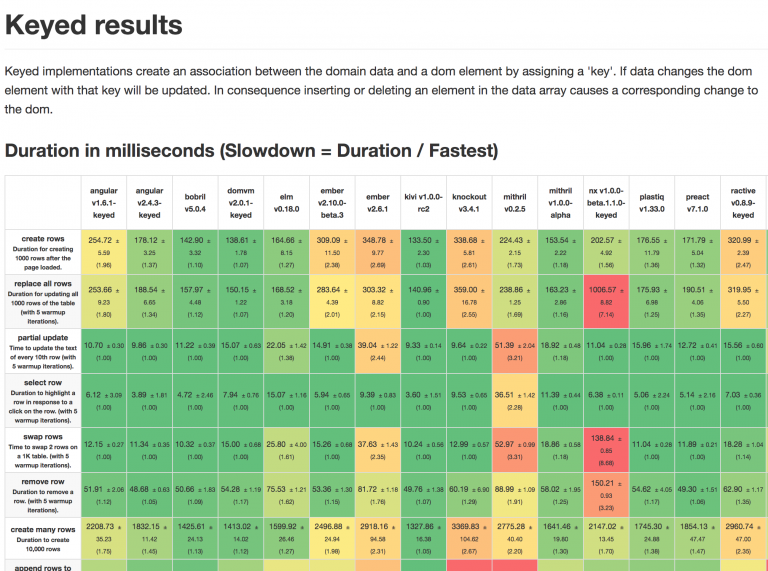 Keyed results
Keyed implementations create an association between the domain data and a dom element by assigning a 'key'. If data changes the dom
element with that key will be updated. In consequence inserting or deleting an element in the data array causes a corresponding change to
the dom.
Duration in milliseconds (Slowdown = Duration / Fastest)
angular v1.6.1-keyed angular v2.4.3-keyed bobril v5.0.4 domvm v2.0.1-keyed elm v0.18.0 ember v2.10.0-beta.3 ember v2.6.1 kivi v1.0.0-rc2 knockout v3.4.1 mithril v0.2.5 mithril v1.0.0-alpha nx v1.0.0-beta.1.1.0-keyed plastiq v1.33.0 preact v7.1.0 ractive v0.8.9-keyed
create rows
Duration for creating
1000 rows after the
page loaded.
254.72 ± 178.12 ± 142.90 ± 138.61 ± 164.66 ± 309.09 ± 348.78 ± 133.50 ± 338.68 ± 224.43 ± 153.54 ± 202.57 ± 176.55 ± 171.79 ± 320.99 ±
5.59 3.25 3.32 1.78 8.15 11.50 9.77 2.30 5.81 2.15 2.72 4.92 11.79 5.04 2.39
(1.96) (1.37) (1.10) (1.07) (1.27) (2.38) (2.69) (1.03) (2.61) (1.73) (1.18) (1.56) (1.36) (1.32) (2.47)
replace all rows
Duration for updating all
1000 rows of the table
(with 5 warmup
iterations).
253.66 ± 188.54 ± 157.97 ± 150.15 ± 168.52 ± 283.64 ± 303.32 ± 140.96 ± 359.00 ± 238.86 ± 163.23 ± 1006.57 ± 175.93 ± 190.51 ± 319.95 ±
9.23 6.65 4.48 1.22 3.18 4.39 8.82 0.90 16.78 1.25 2.86 8.82 6.98 4.06 5.50
(1.80) (1.34) (1.12) (1.07) (1.20) (2.01) (2.15) (1.00) (2.55) (1.69) (1.16) (7.14) (1.25) (1.35) (2.27)
partial update
Time to update the text
of every 10th row (with
5 warmup iterations).
10.70 ± 0.30 9.86 ± 0.30 11.22 ± 0.39 15.07 ± 0.63 22.05 ± 1.42 14.91 ± 0.38 39.04 ± 1.22 9.33 ± 0.14 9.64 ± 0.22 51.39 ± 2.04 18.92 ± 0.48 11.04 ± 0.28 15.96 ± 1.74 12.72 ± 0.41 15.56 ± 0.60
(1.00) (1.00) (1.00) (1.00) (1.38) (1.00) (2.44) (1.00) (1.00) (3.21) (1.18) (1.00) (1.00) (1.00) (1.00)
select row
Duration to highlight a
row in response to a
click on the row. (with 5
warmup iterations).
6.12 ± 3.09 3.89 ± 1.81 4.72 ± 2.46 7.94 ± 0.76 15.07 ± 1.16 5.94 ± 0.65 9.39 ± 0.83 3.60 ± 1.51 9.53 ± 0.65 36.51 ± 1.42 11.39 ± 0.44 6.38 ± 0.11 5.06 ± 2.24 5.14 ± 2.16 7.03 ± 0.36
(1.00) (1.00) (1.00) (1.00) (1.00) (1.00) (1.00) (1.00) (1.00) (2.28) (1.00) (1.00) (1.00) (1.00) (1.00)
swap rows
Time to swap 2 rows on
a 1K table. (with 5
warmup iterations).
12.15 ± 0.27 11.34 ± 0.35 10.32 ± 0.37 15.00 ± 0.68 25.80 ± 4.00 15.26 ± 0.68 37.63 ± 1.43 10.24 ± 0.56 12.99 ± 0.57 52.97 ± 0.99 18.86 ± 0.58 138.84 ± 11.04 ± 0.28 11.89 ± 0.21 18.28 ± 1.04
0.85
(1.00) (1.00) (1.00) (1.00) (1.61) (1.00) (2.35) (1.00) (1.00) (3.31) (1.18) (8.68) (1.00) (1.00) (1.14)
remove row
Duration to remove a
row. (with 5 warmup
iterations).
51.91 ± 2.06 48.68 ± 0.63 50.66 ± 1.63 54.28 ± 1.19 75.53 ± 1.62 53.36 ± 1.30 81.72 ± 1.18 49.76 ± 1.38 60.19 ± 6.90 88.99 ± 1.09 58.02 ± 1.95 150.21 ± 54.62 ± 4.05 49.30 ± 1.51 62.90 ± 1.17
0.93
(1.12) (1.05) (1.09) (1.17) (1.62) (1.15) (1.76) (1.07) (1.29) (1.91) (1.25) (3.23) (1.17) (1.06) (1.35)
create many rows
Duration to create
10,000 rows
2208.73 ± 1832.15 ± 1425.61 ± 1413.02 ± 1599.92 ± 2496.88 ± 2918.16 ± 1327.86 ± 3369.83 ± 2775.28 ± 1641.46 ± 2147.02 ± 1745.30 ± 1854.13 ± 2960.74 ±
35.23 11.42 24.13 14.02 26.46 24.94 94.58 16.38 104.62 40.40 19.80 13.45 24.88 47.47 47.00
(1.75) (1.45) (1.13) (1.12) (1.27) (1.98) (2.31) (1.05) (2.67) (2.20) (1.30) (1.70) (1.38) (1.47) (2.35)
append rows to